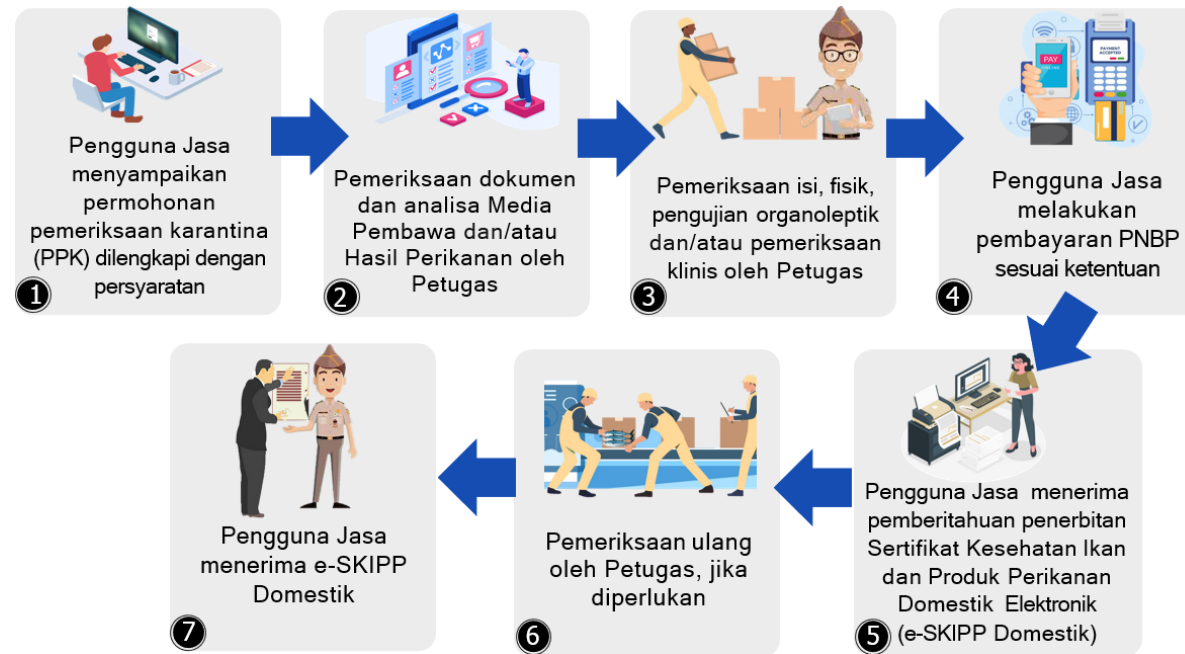 Pengguna Jasa
menyampaikan
permohonan
pemeriksaan karantina
(PPK) dilengkapi dengan
persyaratan
1
Pemeriksaan dokumen
dan analisa Media
Pembawa dan/atau
Hasil Perikanan oleh
Petugas
2
Pemeriksaan isi, fisik,
pengujian organoleptik
dan/atau pemeriksaan
klinis oleh Petugas
3
PAY
PAYMENT
ACCEPTED
Pengguna Jasa
melakukan
pembayaran PNBP
sesuai ketentuan
4
Pengguna Jasa menerima
pemberitahuan penerbitan
Sertifikat Kesehatan Ikan
dan Produk Perikanan
Domestik Elektronik
(e-SKIPP Domestik)
5
Pemeriksaan ulang
oleh Petugas, jika
diperlukan
6
Pengguna Jasa
menerima e-SKIPP
Domestik
7